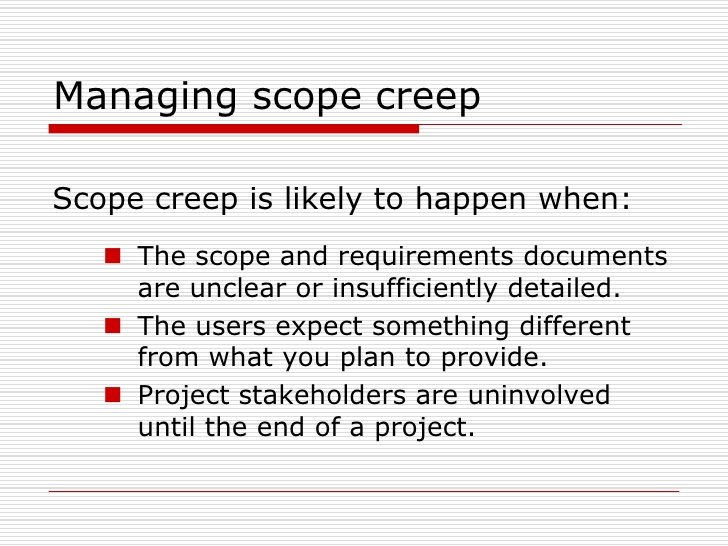 Managing scope creep
Scope creep is likely to happen when:
The scope and requirements documents
are unclear or insufficiently detailed.
The users expect something different
from what you plan to provide.
Project stakeholders are uninvolved
until the end of a project.